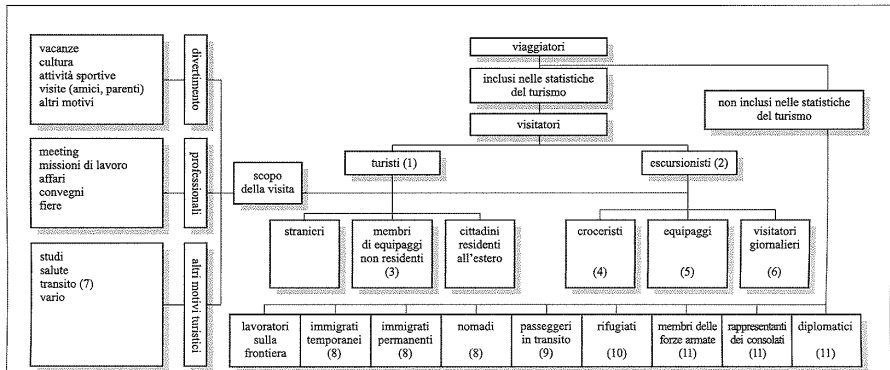 vacanze
cultura
attività sportive
visite (amici, parenti)
altri motivi
divertimento
meeting
missioni di lavoro
affari
convegni
fiere
professionali
studi
salute
transito (7)
vario
altri motivi turistici
scopo
della visita
viaggiatori
inclusi nelle statistiche
del turismo
non inclusi nelle statistiche
del turismo
visitatori
turisti (1)
escursionisti (2)
stranieri
membri
di equipaggi
non residenti
(3)
cittadini
residenti
all'estero
croceristi
(4)
equipaggi
(5)
visitatori
giornalieri
(6)
lavoratori
sulla
frontiera
immigrati
temporanei
(8)
immigrati
permanenti
(8)
nomadi
(8)
passeggeri
in transito
(9)
rifugiati
(10)
membri delle
forze armate
(11)
rappresentanti
dei consolati
(11)
diplomatici
(11)